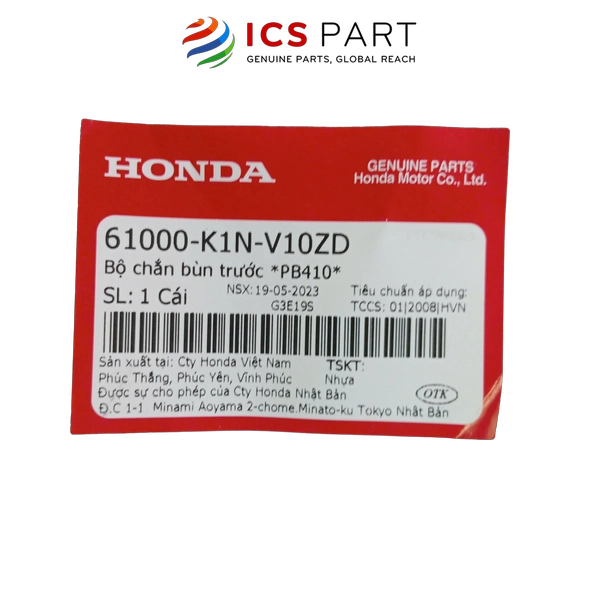 ICS PART
GENUINE PARTS, GLOBAL REACH
HONDA
GENUINE PARTS
Honda Motor Co., Ltd.
61000-K1N-V10ZD
Bộ chắn bùn trước *PB410*
SL: 1 Cái
NSX: 19-05-2023
G3E19S
Tiêu chuẩn áp dụng:
TCCS: 01|2008|HVN
Sản xuất tại: Cty Honda Việt Nam
TSKT:
Phúc Thắng, Phúc Yên, Vĩnh Phúc
Nhựa
Được sự cho phép của Cty Honda Nhật Bản
OTK
Đ.C 1-1 Minami Aoyama 2-chome.Minato-ku Tokyo Nhật Bản